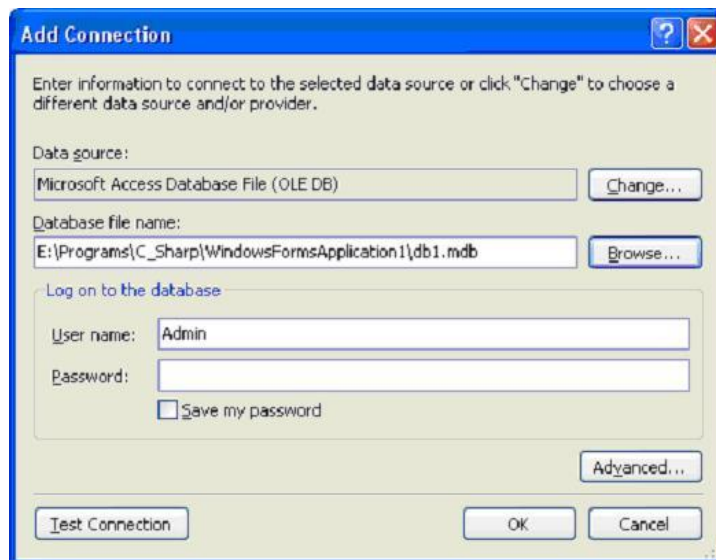 Add Connection
Enter information to connect to the selected data source or click "Change" to choose a
different data source and/or provider.
Data source:
Microsoft Access Database File (OLE DB)
Change...
Database file name:
E:\Programs\C_Sharp\WindowsFormsApplication1\db1.mdb
Browse...
Log on to the database
User name:
Admin
Password:
Save my password
Advanced...
Test Connection
OK
Cancel